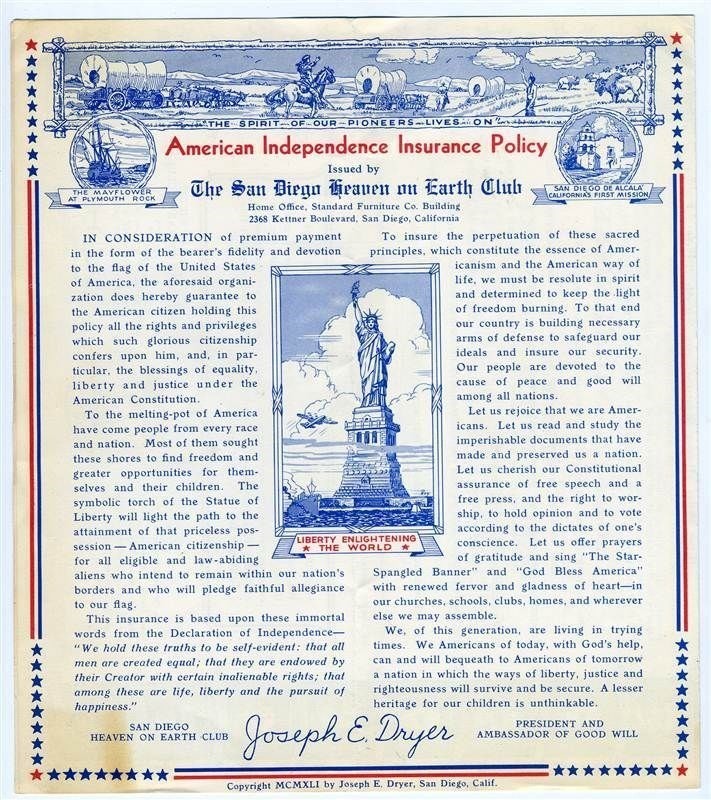 "THE SPIRIT OF OUR PIONEERS LIVES ON"
American Independence Insurance Policy
THE MAYFLOWER
AT PLYMOUTH ROCK
SAN DIEGO DE ALCALA
CALIFORNIA'S FIRST MISSION
Issued by
The San Diego Heaven on Earth Club
Home Office, Standard Furniture Co. Building
2368 Kettner Boulevard, San Diego, California
IN CONSIDERATION of premium payment
in the form of the bearer's fidelity and devotion
to the flag of the United States
of America, the aforesaid organi-
zation does hereby guarantee to
the American citizen holding this
policy all the rights and privileges
which such glorious citizenship
confers upon him, and, in par-
ticular, the blessings of equality,
liberty and justice under the
American Constitution.
To the melting-pot of America
have come people from every race
and nation. Most of them sought
these shores to find freedom and
greater opportunities for them-
selves and their children. The
symbolic torch of the Statue of
Liberty will light the path to the
attainment of that priceless pos-
session — American citizenship —
for all eligible and law-abiding
aliens who intend to remain within our nation's
borders and who will pledge faithful allegiance
to our flag.
This insurance is based upon these immortal
words from the Declaration of Independence—
"We hold these truths to be self-evident: that all
men are created equal; that they are endowed by
their Creator with certain inalienable rights; that
among these are life, liberty and the pursuit of
happiness."
LIBERTY ENLIGHTENING
THE WORLD
To insure the perpetuation of these sacred
principles, which constitute the essence of Amer-
icanism and the American way of
life, we must be resolute in spirit
and determined to keep the light
of freedom burning. To that end
our country is building necessary
arms of defense to safeguard our
ideals and insure our security.
Our people are devoted to the
cause of peace and good will
among all nations.
Let us rejoice that we are Amer-
icans. Let us read and study the
imperishable documents that have
made and preserved us a nation.
Let us cherish our Constitutional
assurance of free speech and a
free press, and the right to wor-
ship, to hold opinion and to vote
according to the dictates of one's
conscience. Let us offer prayers
of gratitude and sing "The Star-
Spangled Banner" and "God Bless America"
with renewed fervor and gladness of heart—in
our churches, schools, clubs, homes, and wherever
else we may assemble.
We, of this generation, are living in trying
times. We Americans of today, with God's help,
can and will bequeath to Americans of tomorrow
a nation in which the ways of liberty, justice and
righteousness will survive and be secure. A lesser
heritage for our children is unthinkable.
SAN DIEGO
HEAVEN ON EARTH CLUB
Joseph E. Dryer
PRESIDENT AND
AMBASSADOR OF GOOD WILL
Copyright MCMXLI by Joseph E. Dryer, San Diego, Calif.